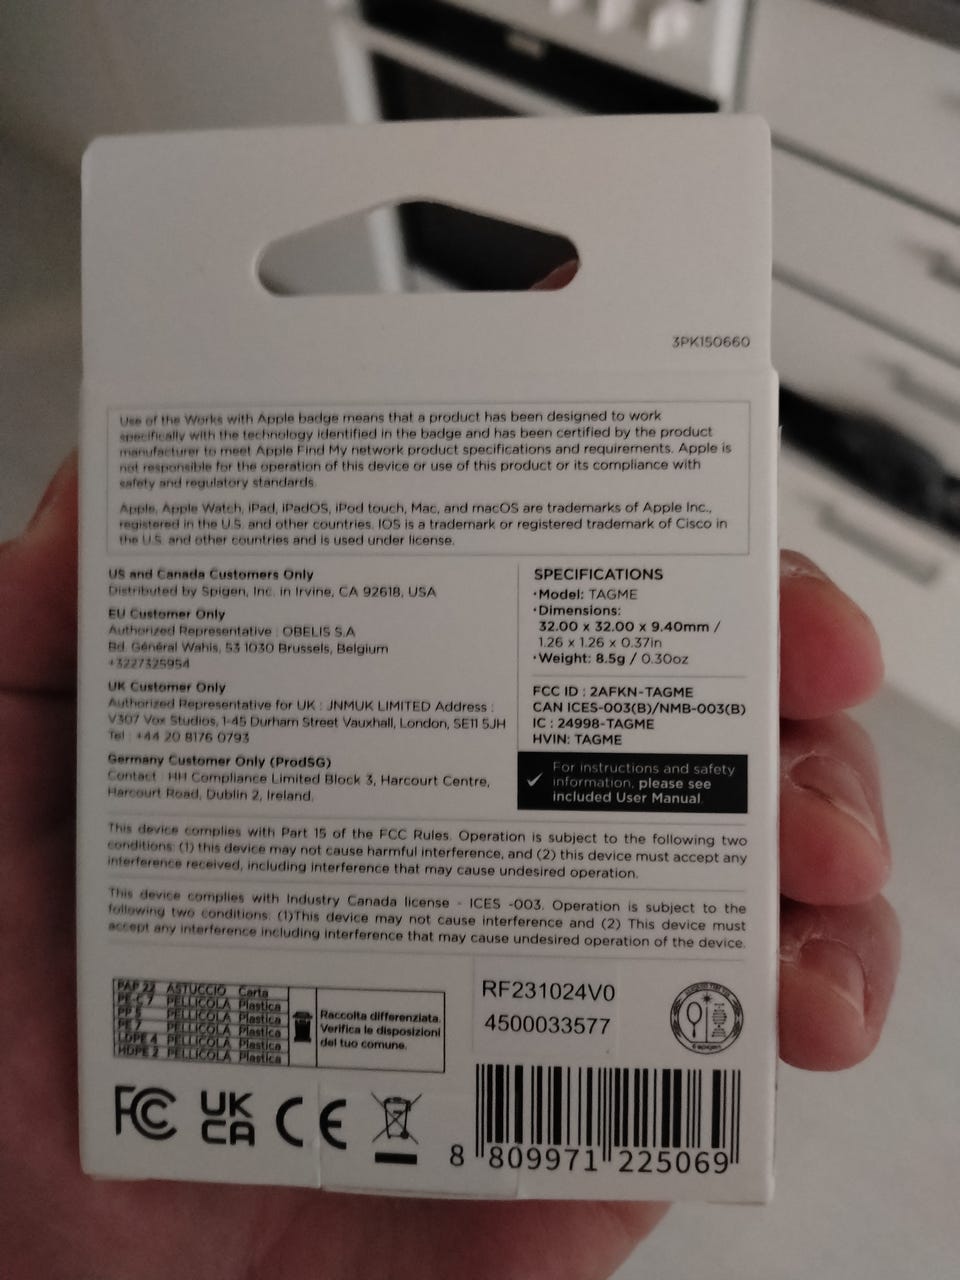 3PK150660
Use of the Works with Apple badge means that a product has been designed to work
specifically with the technology identified in the badge and has been certified by the product
manufacturer to meet Apple Find My network product specifications and requirements. Apple is
not responsible for the operation of this device or use of this product or its compliance with
safety and regulatory standards.
Apple, Apple Watch, iPad, iPadOS, iPod touch, Mac, and macOS are trademarks of Apple Inc.,
registered in the U.S. and other countries. IOS is a trademark or registered trademark of Cisco in
the U.S. and other countries and is used under license.
US and Canada Customers Only
Distributed by Spigen, Inc. in Irvine, CA 92618, USA
EU Customer Only
Authorized Representative : OBELIS S.A
Bd. Général Wahis, 53 1030 Brussels, Belgium
+3227325954
UK Customer Only
Authorized Representative for UK : JNMUK LIMITED Address :
V307 Vox Studios, 1-45 Durham Street Vauxhall, London, SE11 5JH
Tel : +44 20 8176 0793
Germany Customer Only (ProdSG)
Contact : HH Compliance Limited Block 3, Harcourt Centre,
Harcourt Road, Dublin 2, Ireland.
SPECIFICATIONS
·Model: TAGME
·Dimensions:
32.00 x 32.00 x 9.40mm /
1.26 x 1.26 x 0.37in
·Weight: 8.5g / 0.30oz
FCC ID : 2AFKN-TAGME
CAN ICES-003(B)/NMB-003(B)
IC : 24998-TAGME
HVIN: TAGME
For instructions and safety
information, please see
included User Manual.
This device complies with Part 15 of the FCC Rules. Operation is subject to the following two
conditions: (1) this device may not cause harmful interference, and (2) this device must accept any
interference received, including interference that may cause undesired operation.
This device complies with Industry Canada license - ICES -003. Operation is subject to the
following two conditions: (1)This device may not cause interference and (2) This device must
accept any interference including interference that may cause undesired operation of the device.
PAP 22 ASTUCCIO Carta
PE-C 7 PELLICOLA Plastica
PP 5 PELLICOLA Plastica
PE 7 PELLICOLA Plastica
LDPE 4 PELLICOLA Plastica
HDPE 2 PELLICOLA Plastica
Raccolta differenziata.
Verifica le disposizioni
del tuo comune.
RF231024V0
4500033577
FC
UK
CA
CE
8 809971 225069